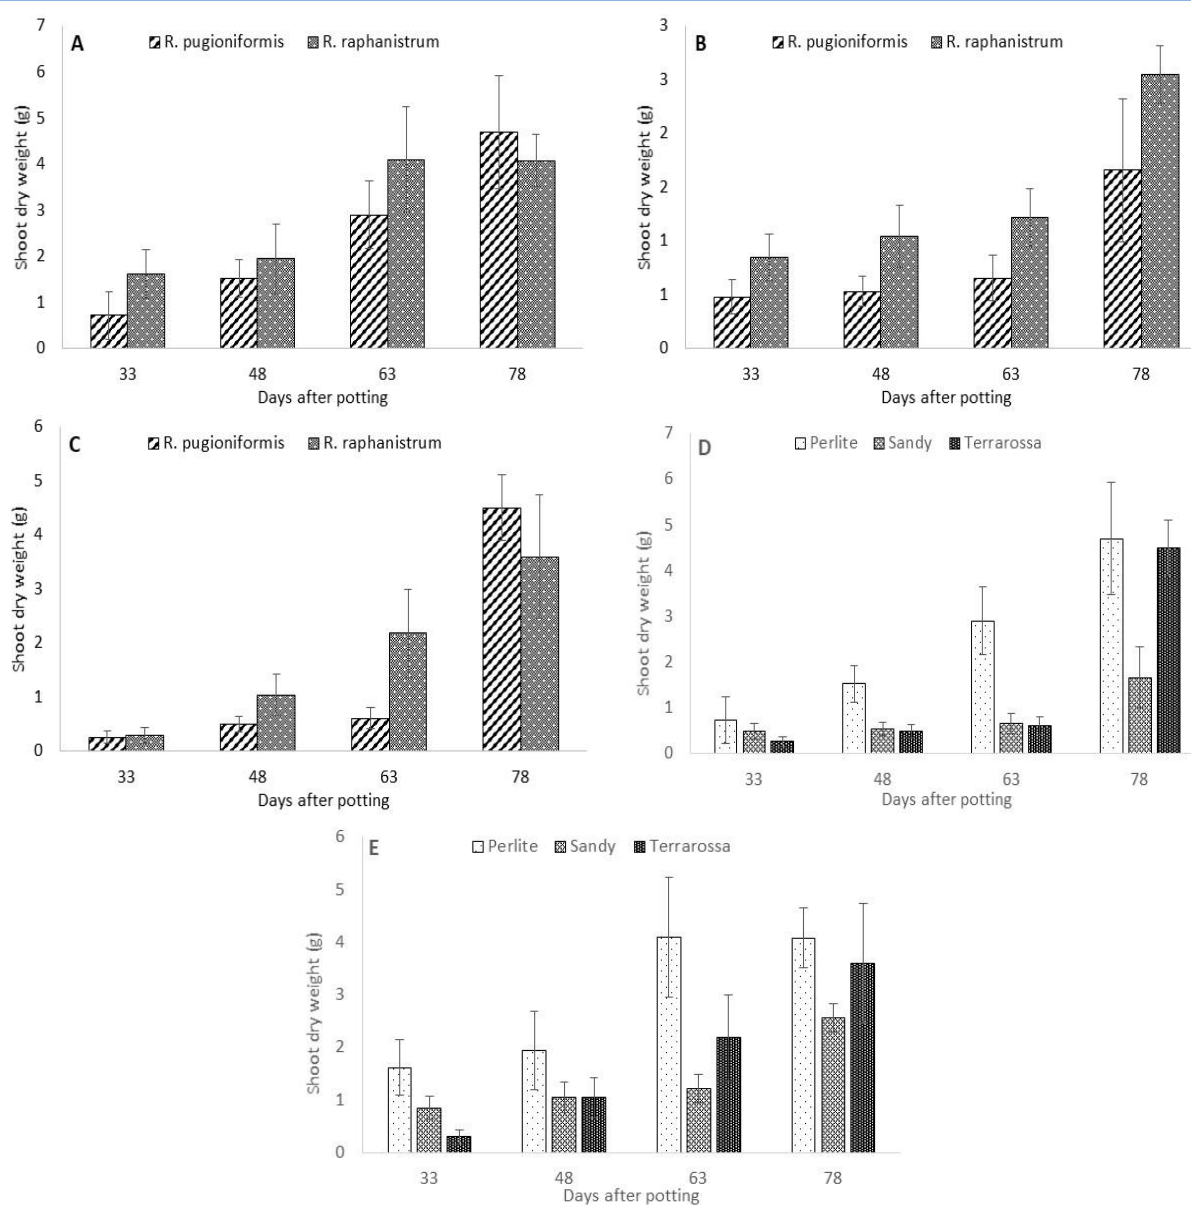 A
R. pugioniformis R. raphanistrum
Shoot dry weight (g)
7
6
5
4
3
2
1
0
33 48 63 78
Days after potting
B
R. pugioniformis R. raphanistrum
Shoot dry weight (g)
3
3
2
2
1
1
0
33 48 63 78
Days after potting
C
R. pugioniformis R. raphanistrum
Shoot dry weight (g)
6
5
4
3
2
1
0
33 48 63 78
Days after potting
D
Perlite Sandy Terrarossa
Shoot dry weight (g)
7
6
5
4
3
2
1
0
33 48 63 78
Days after potting
E
Perlite Sandy Terrarossa
Shoot dry weight (g)
6
5
4
3
2
1
0
33 48 63 78
Days after potting